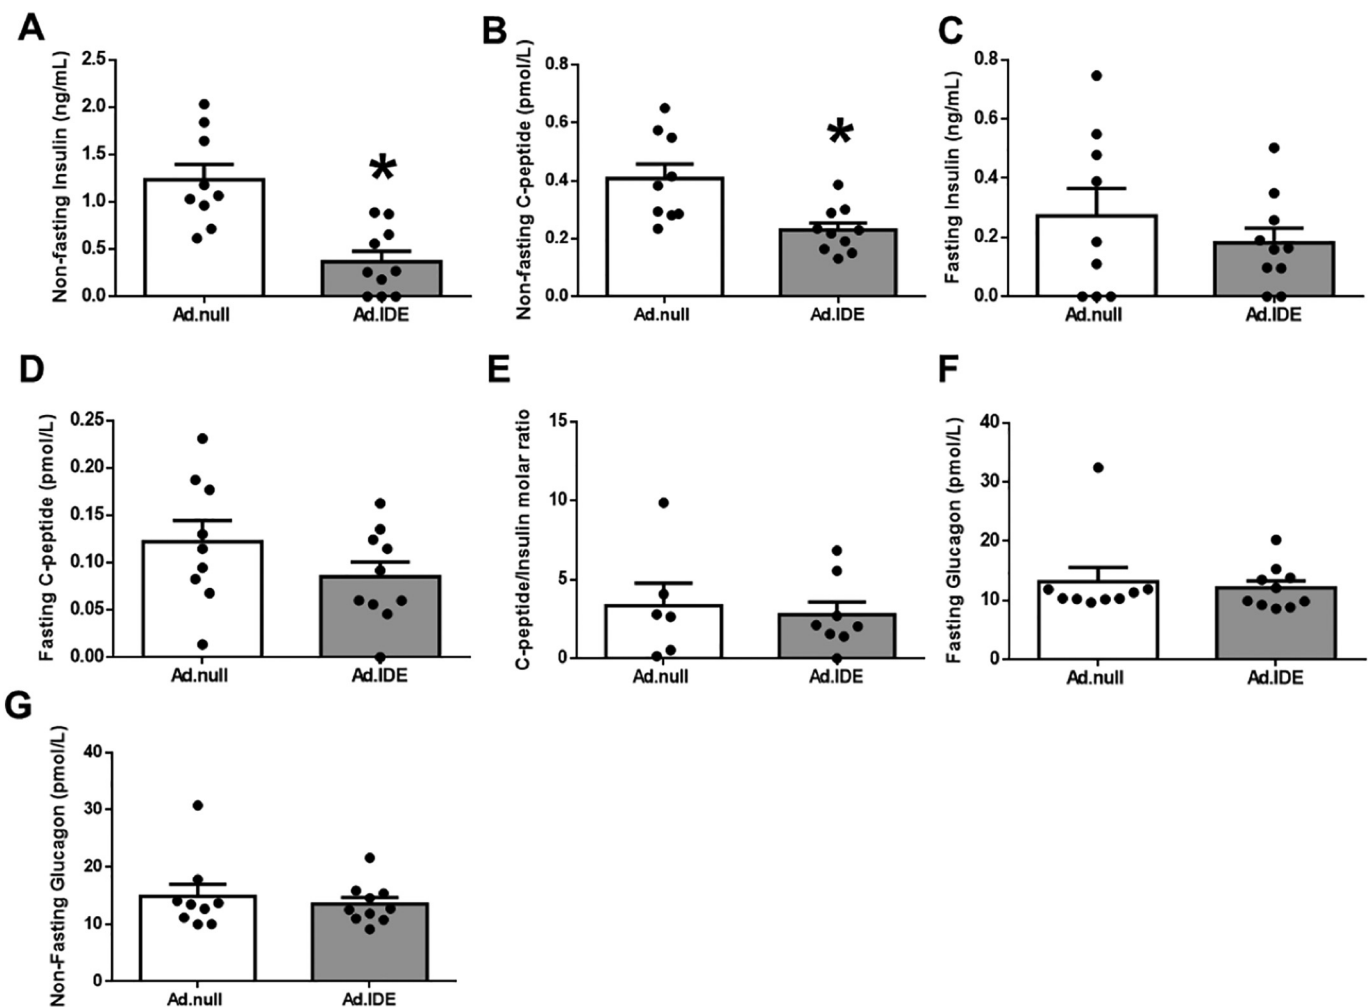 A
B
C
Non-fasting Insulin (ng/mL)
2.5
2.0
1.5
1.0
0.5
0.0
*
Ad.null
Ad.IDE
Non-fasting C-peptide (pmol/L)
0.8
0.6
0.4
0.2
0.0
*
Ad.null
Ad.IDE
Fasting Insulin (ng/mL)
0.8
0.6
0.4
0.2
0.0
Ad.null
Ad.IDE
D
E
F
Fasting C-peptide (pmol/L)
0.25
0.20
0.15
0.10
0.05
0.00
Ad.null
Ad.IDE
C-peptide/Insulin molar ratio
15
10
5
0
Ad.null
Ad.IDE
Fasting Glucagon (pmol/L)
40
30
20
10
0
Ad.null
Ad.IDE
G
Non-Fasting Glucagon (pmol/L)
40
30
20
10
0
Ad.null
Ad.IDE